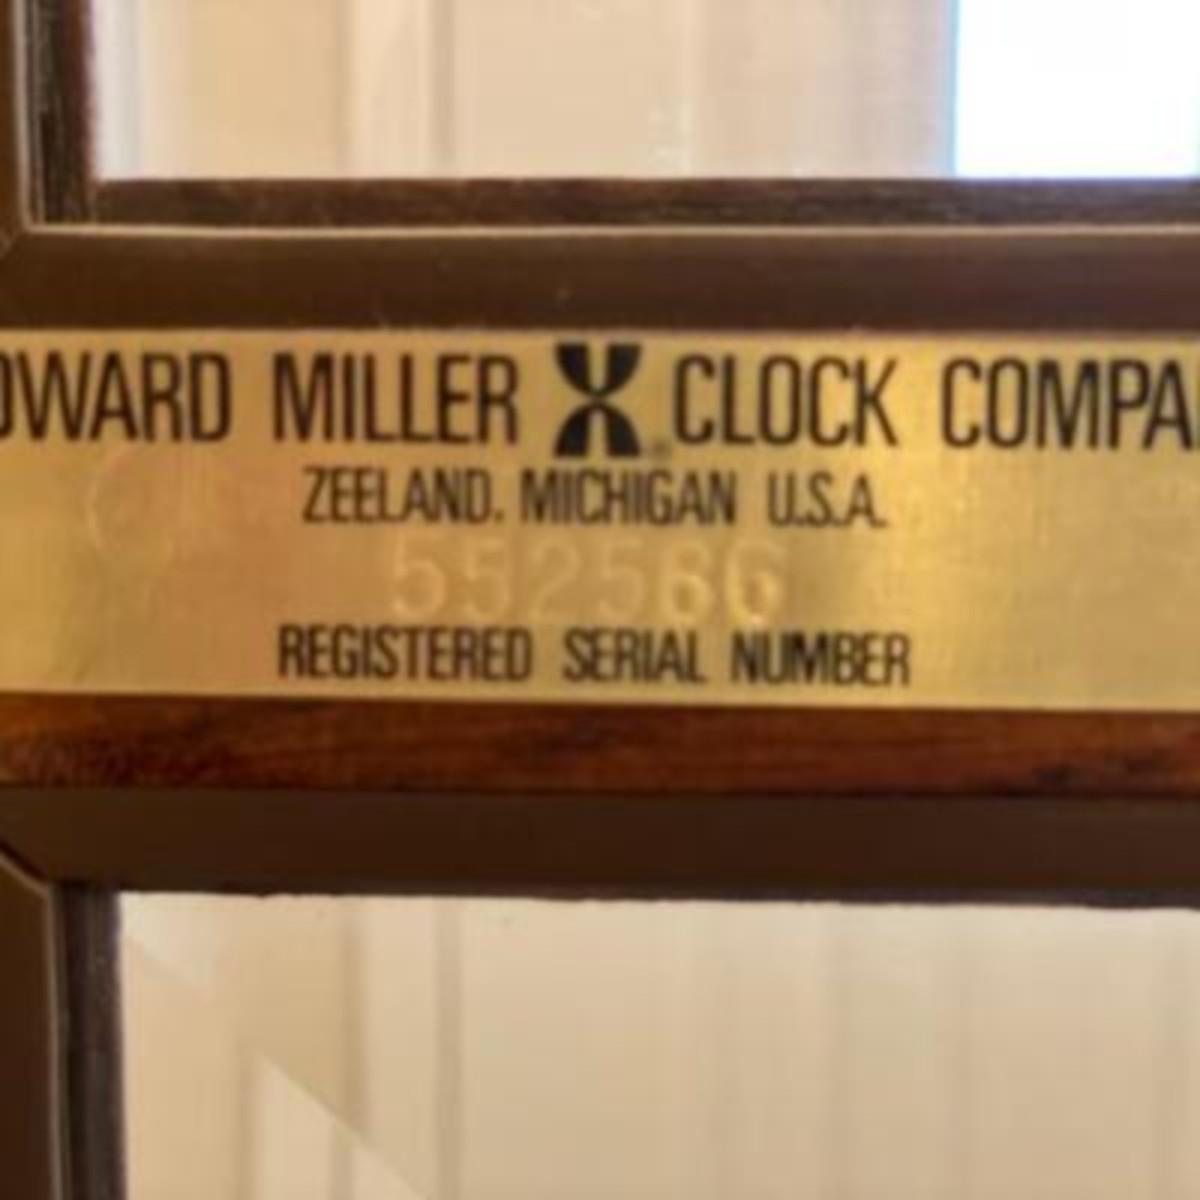 OWARD MILLER CLOCK COMPA
ZEELAND, MICHIGAN U.S.A.
552566
REGISTERED SERIAL NUMBER